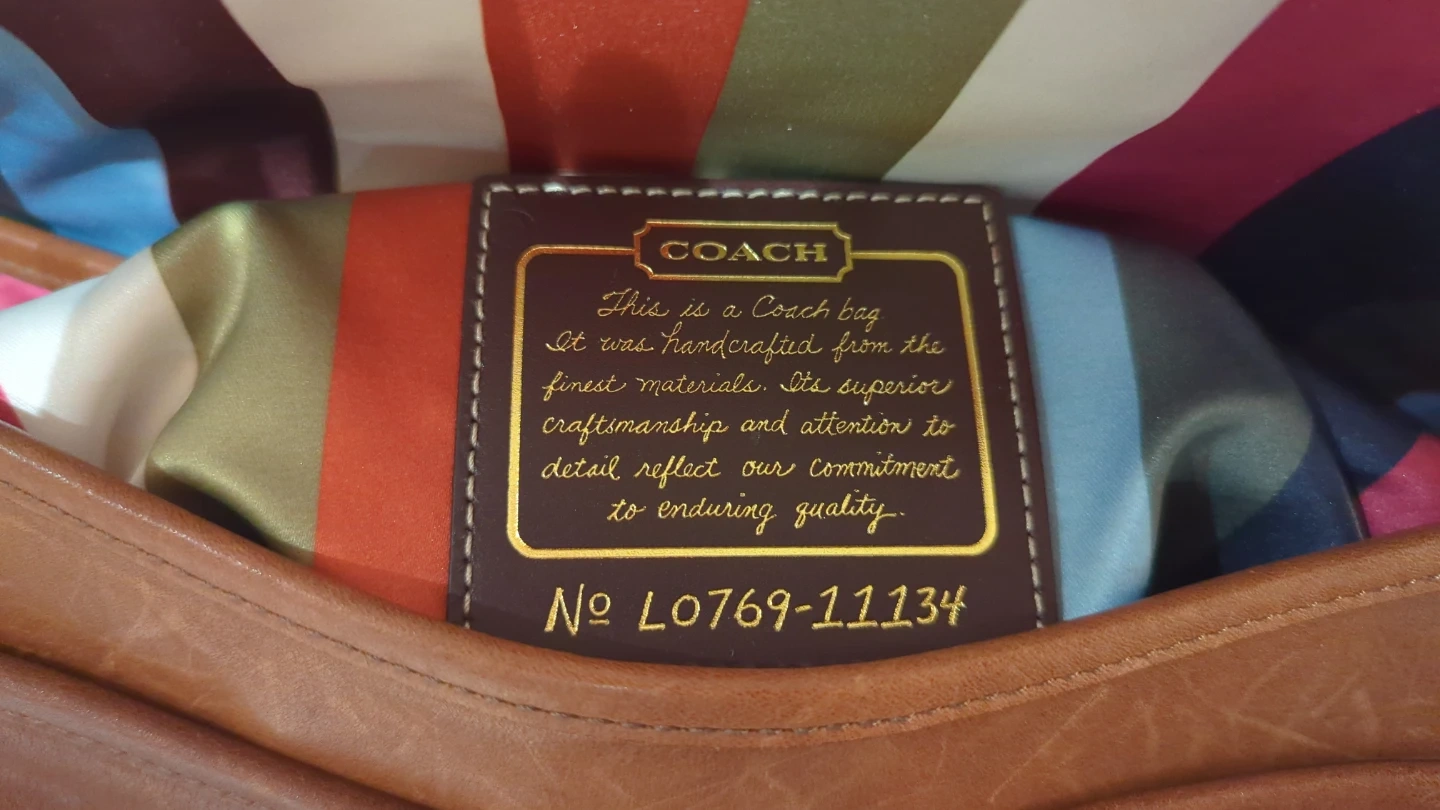 COACH
This is a Coach bag
It was handcrafted from the
finest materials. Its superior
craftsmanship and attention to
detail reflect our commitment
to enduring quality.
Nº L0769-11134